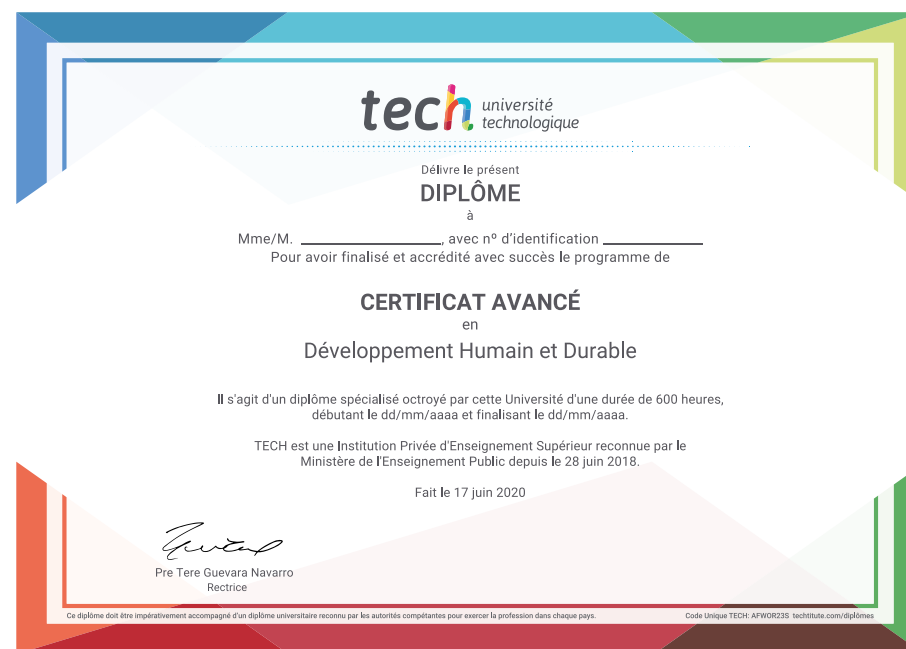 tech université
technologique
Délivre le présent
DIPLÔME
à
Mme/M. ____________________, avec nº d'identification ______________
Pour avoir finalisé et accrédité avec succès le programme de
CERTIFICAT AVANCÉ
en
Développement Humain et Durable
Il s'agit d'un diplôme spécialisé octroyé par cette Université d'une durée de 600 heures,
débutant le dd/mm/aaaa et finalisant le dd/mm/aaaa.
TECH est une Institution Privée d'Enseignement Supérieur reconnue par le
Ministère de l'Enseignement Public depuis le 28 juin 2018.
Fait le 17 juin 2020
Pre Tere Guevara Navarro
Rectrice
Ce diplôme doit être impérativement accompagné d'un diplôme universitaire reconnu par les autorités compétantes pour exercer la profession dans chaque pays.
Code Unique TECH: AFWOR23S techtitute.com/diplômes